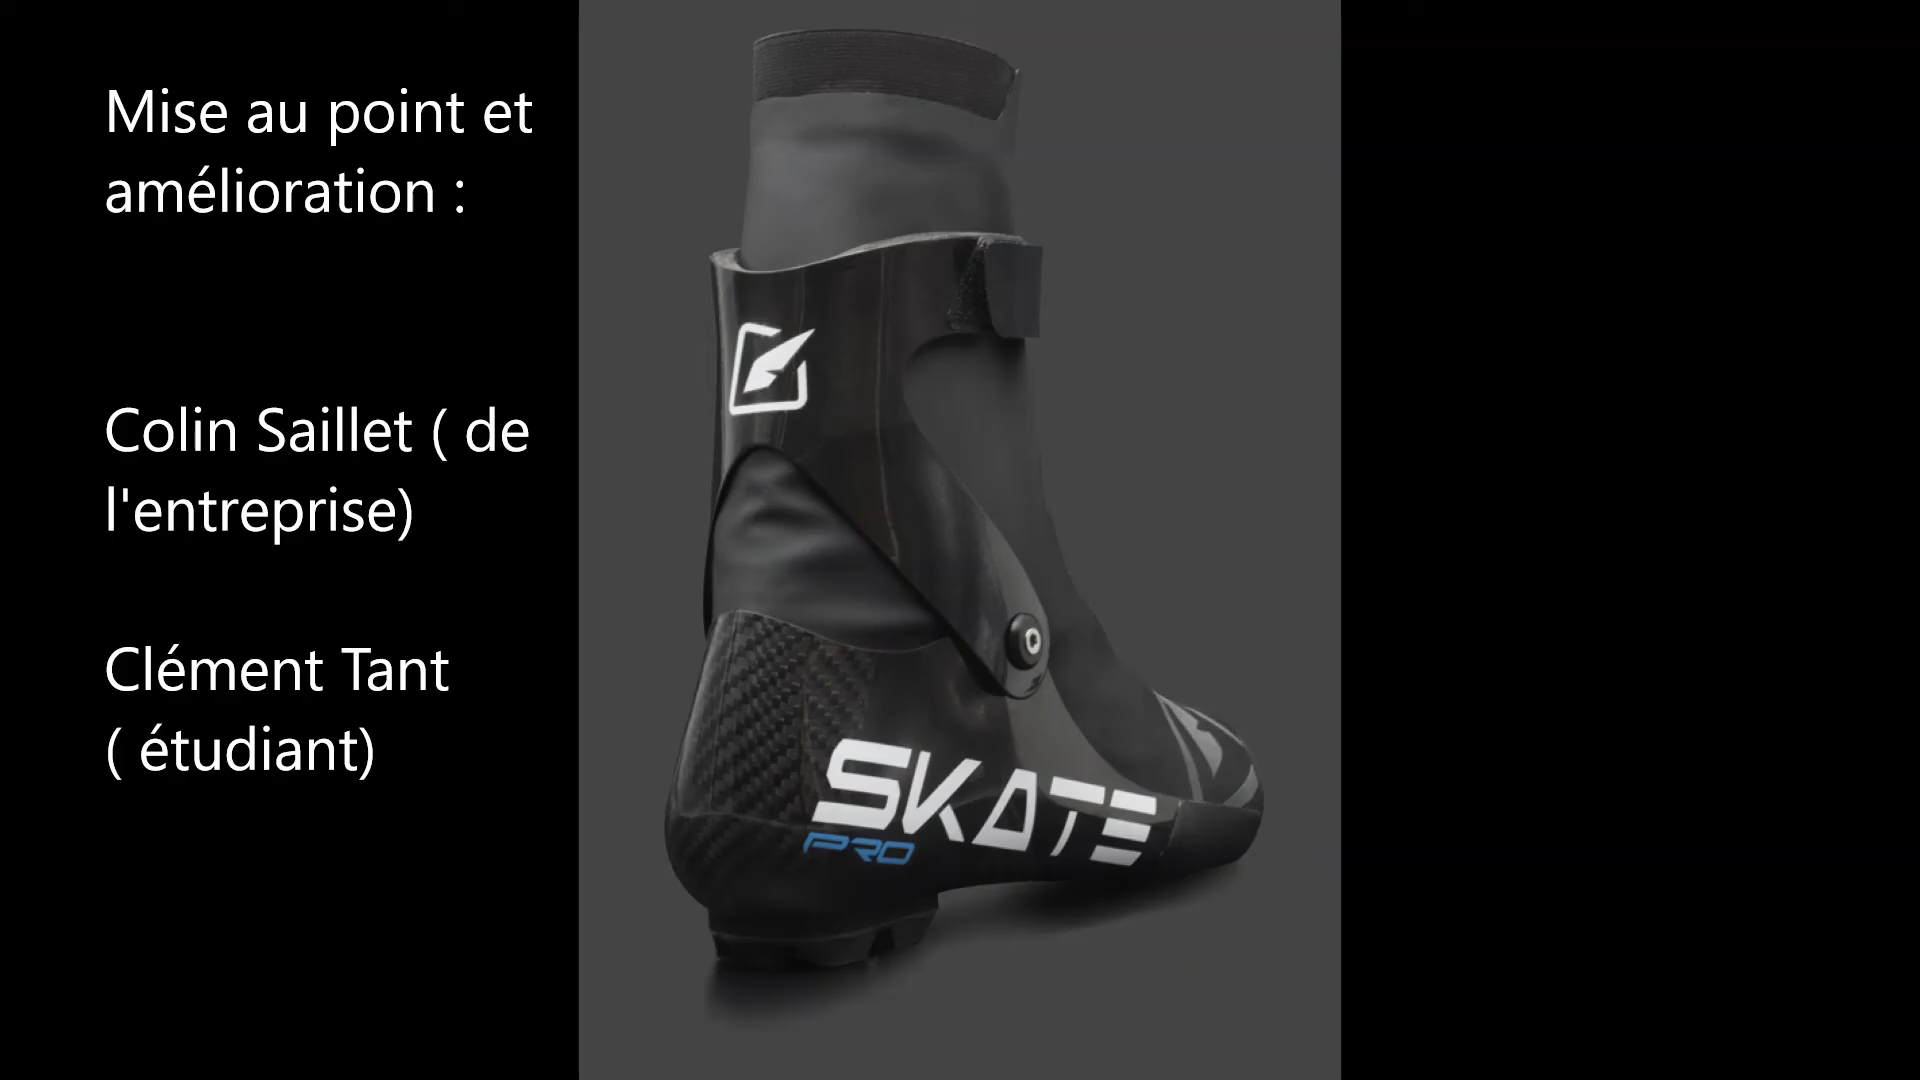 Mise au point et
amélioration :
Colin Saillet ( de
l'entreprise)
Clément Tant
( étudiant)
SKATE
PRO